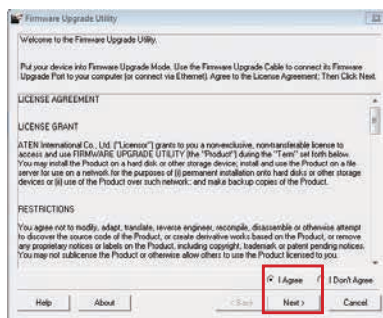 Firmware Upgrade Utility
Welcome to the Firmware Upgrade Utility.
Put your device into Firmware Upgrade Mode. Use the Firmware Upgrade Cable to connect its Firmware
Upgrade Port to your computer (or connect via Ethernet). Agree to the License Agreement: Then Click Next.
LICENSE AGREEMENT
LICENSE GRANT
ATEN International Co., Ltd. ("Licensor") grants to you a non-exclusive, non-transferable license to
access and use FIRMWARE UPGRADE UTILITY (the "Product") during the "Term" set forth below.
You may install the Product on a hard disk or other storage device; install and use the Product on a file
server for use on a network for the purposes of (i) permanent installation onto hard disks or other storage
devices or (ii) use of the Product over such network; and make backup copies of the Product.
RESTRICTIONS
You agree not to modify, adapt, translate, reverse engineer, recompile, disassemble or otherwise attempt
to discover the source code of the Product, or create derivative works based on the Product, or remove
any proprietary notices or labels on the Product, including copyright, trademark or patent pending notices.
You may not sublicense the Product or otherwise allow others to use the Product licensed to you.
I Agree I Don't Agree
Help About < Back Next > Cancel